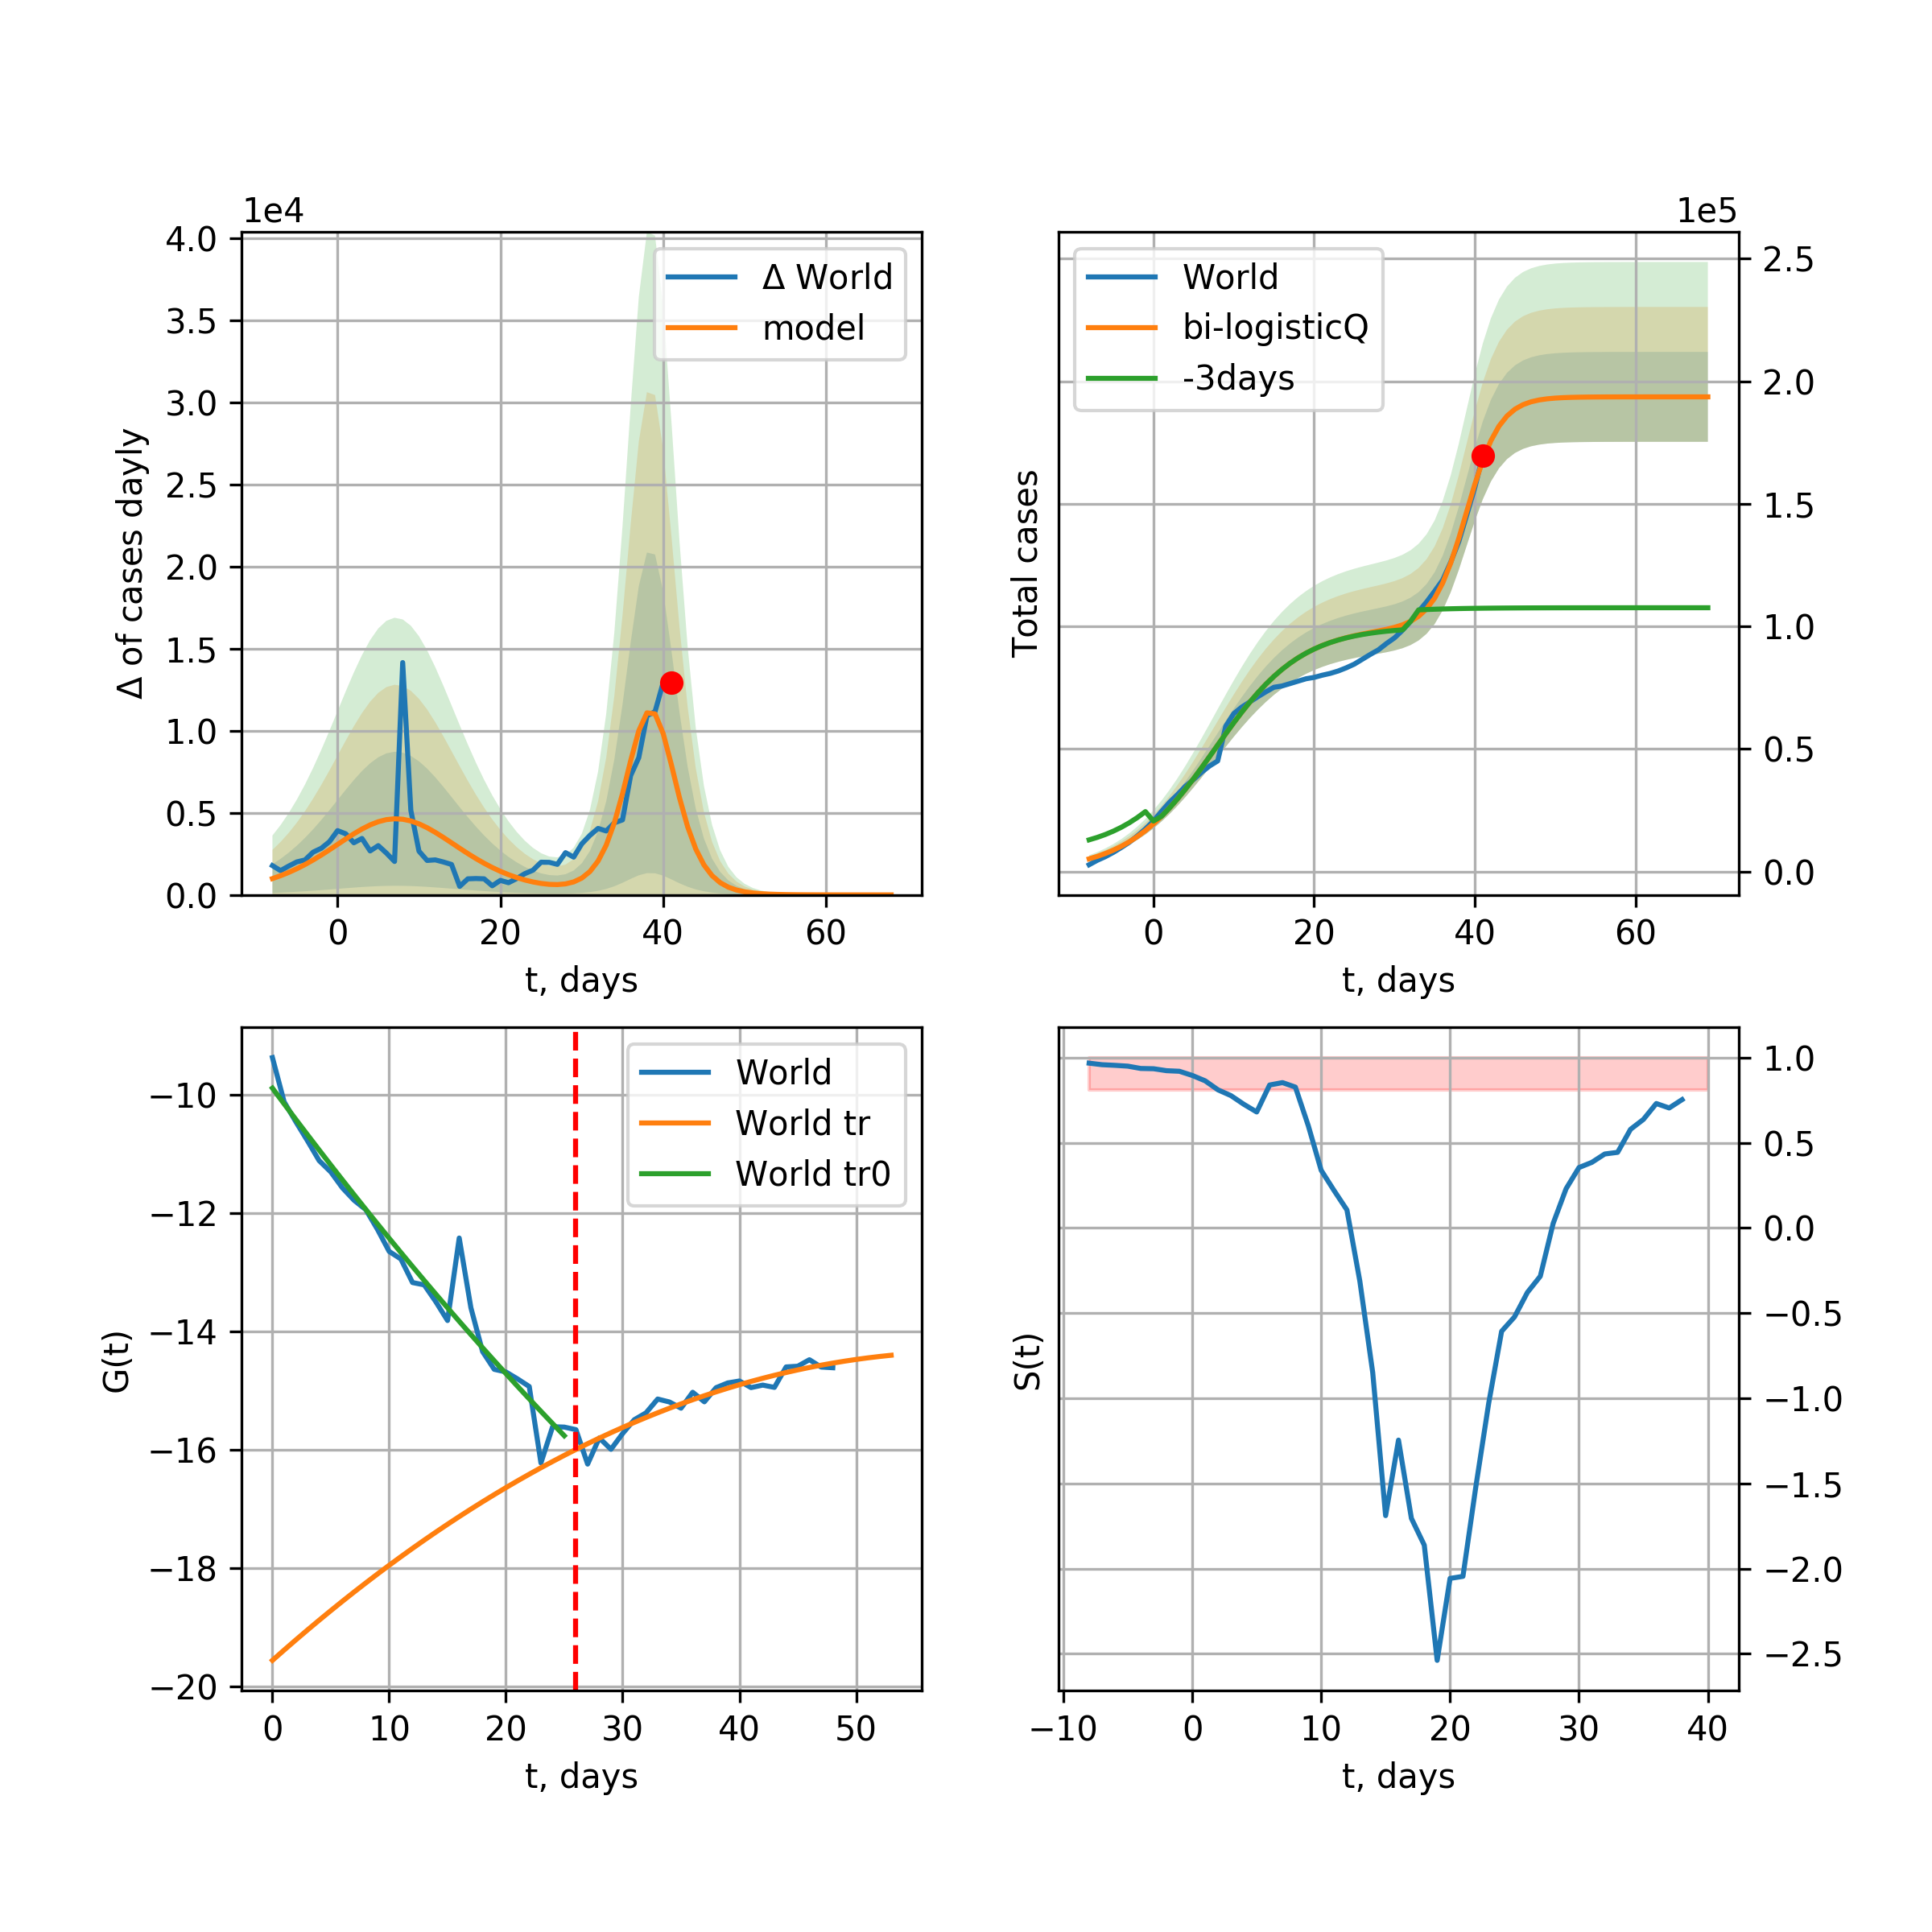 1e4
4.0
3.5
3.0
2.5
2.0
1.5
1.0
0.5
0.0
Δ of cases dayly
Δ World
model
0 20 40 60
t, days
1e5
2.5
2.0
1.5
1.0
0.5
0.0
Total cases
World
bi-logisticQ
-3days
0 20 40 60
t, days
−10
−12
−14
−16
−18
−20
G(t)
World
World tr
World tr0
0 10 20 30 40 50
t, days
1.0
0.5
0.0
−0.5
−1.0
−1.5
−2.0
−2.5
S(t)
−10 0 10 20 30 40
t, days